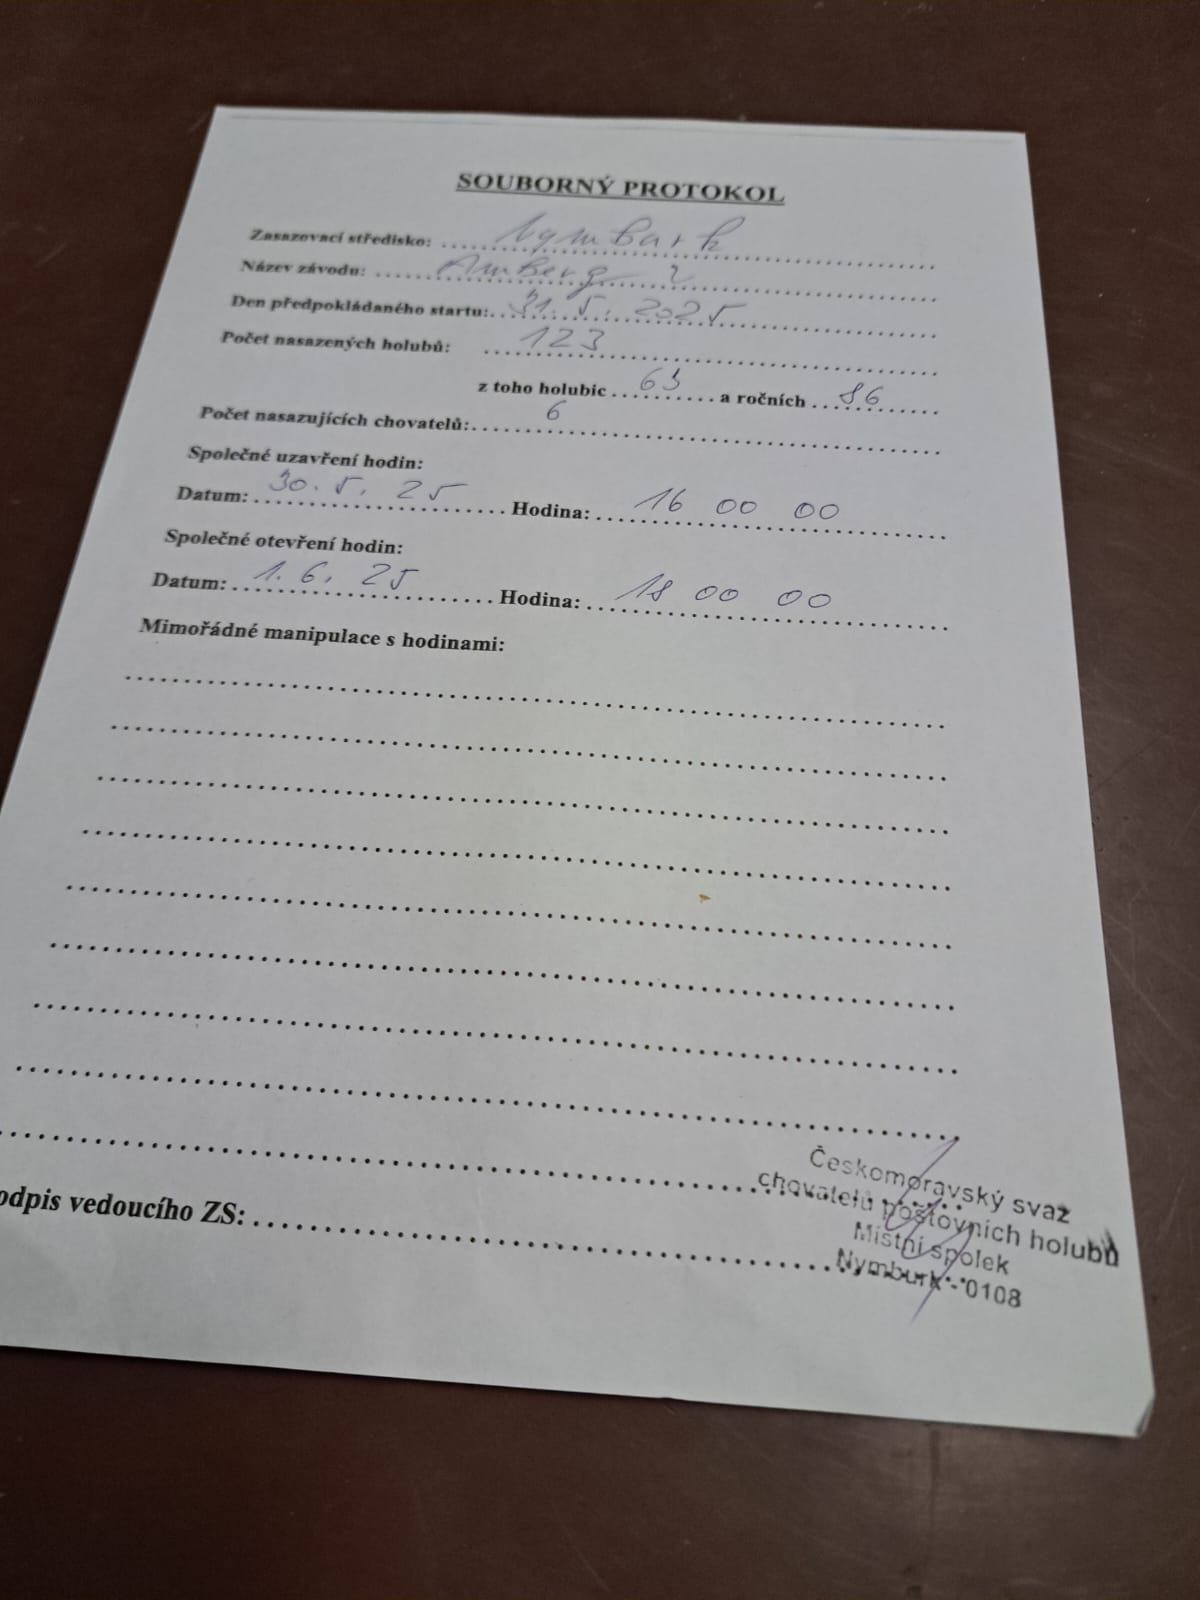 SOUBORNÝ PROTOKOL
Zasazovací středisko: Nymburk
Název závodu: Amberg 2
Den předpokládaného startu: 31. 5. 2025
Počet nasazených holubů: 123
z toho holubic 63 a ročních 86
Počet nasazujících chovatelů: 6
Společné uzavření hodin:
Datum: 30. 5. 25 Hodina: 16 00 00
Společné otevření hodin:
Datum: 1. 6. 25 Hodina: 18 00 00
Mimořádné manipulace s hodinami:
Českomoravský svaz
chovatelů poštovních holubů
Místní spolek
Nymburk - 0108
odpis vedoucího ZS: